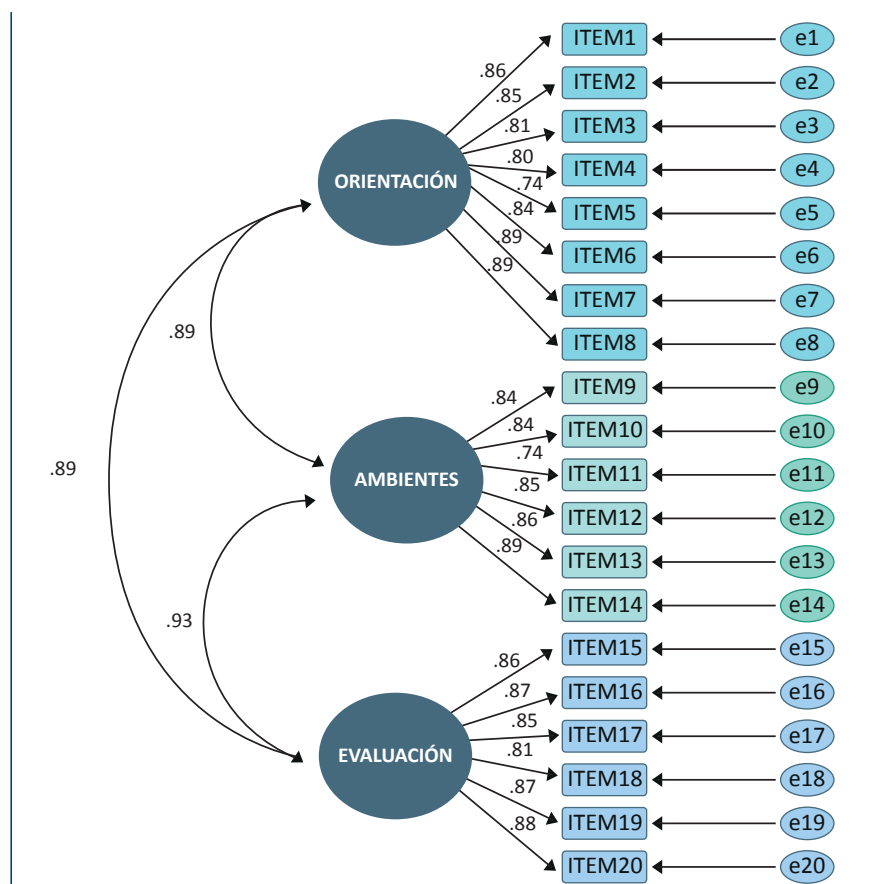 ITEM1 e1
.86
ITEM2 e2
.85
ITEM3 e3
.81
ITEM4 e4
.80
ORIENTACIÓN
.74
ITEM5 e5
.84
ITEM6 e6
.89
ITEM7 e7
.89
ITEM8 e8
.89
ITEM9 e9
.84
ITEM10 e10
.84
ITEM11 e11
.74
.89
AMBIENTES
.85
ITEM12 e12
.86
ITEM13 e13
.89
ITEM14 e14
.93
ITEM15 e15
.86
ITEM16 e16
.87
ITEM17 e17
.85
EVALUACIÓN
.81
ITEM18 e18
.87
ITEM19 e19
.88
ITEM20 e20